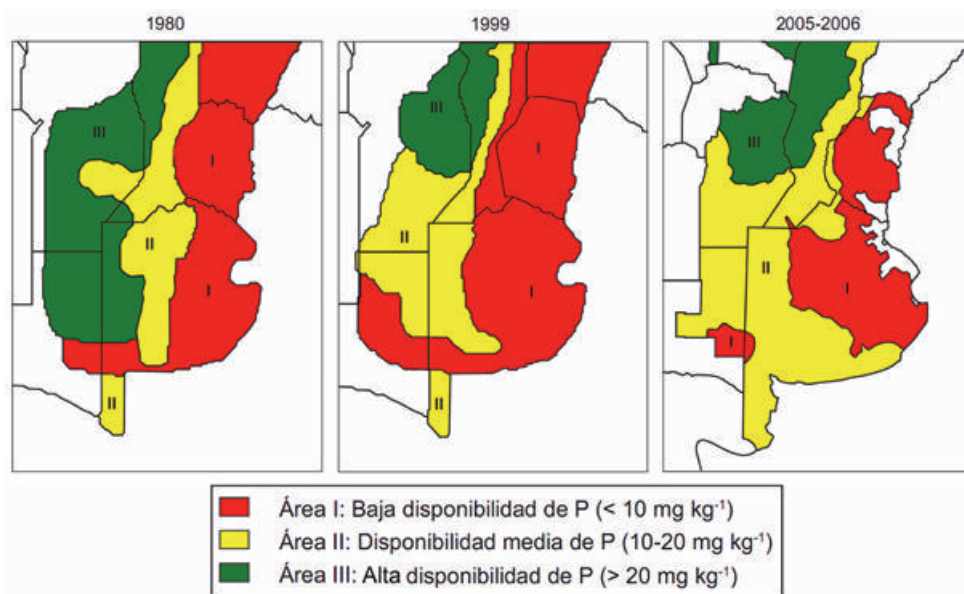 1980
1999
2005-2006
III
I
II
I
II
III
I
II
I
II
III
II
I
I
Área I: Baja disponibilidad de P (< 10 mg kg⁻¹)
Área II: Disponibilidad media de P (10-20 mg kg⁻¹)
Área III: Alta disponibilidad de P (> 20 mg kg⁻¹)